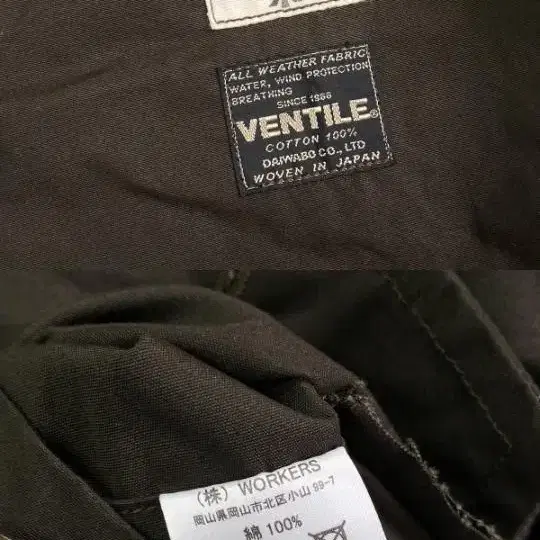 ALL WEATHER FABRIC
WATER, WIND PROTECTION
BREATHING
SINCE 1966
VENTILE®
COTTON 100%
DAIWABO CO., LTD
WOVEN IN JAPAN
(株) WORKERS
岡山県岡山市北区小山 99-7
綿 100%